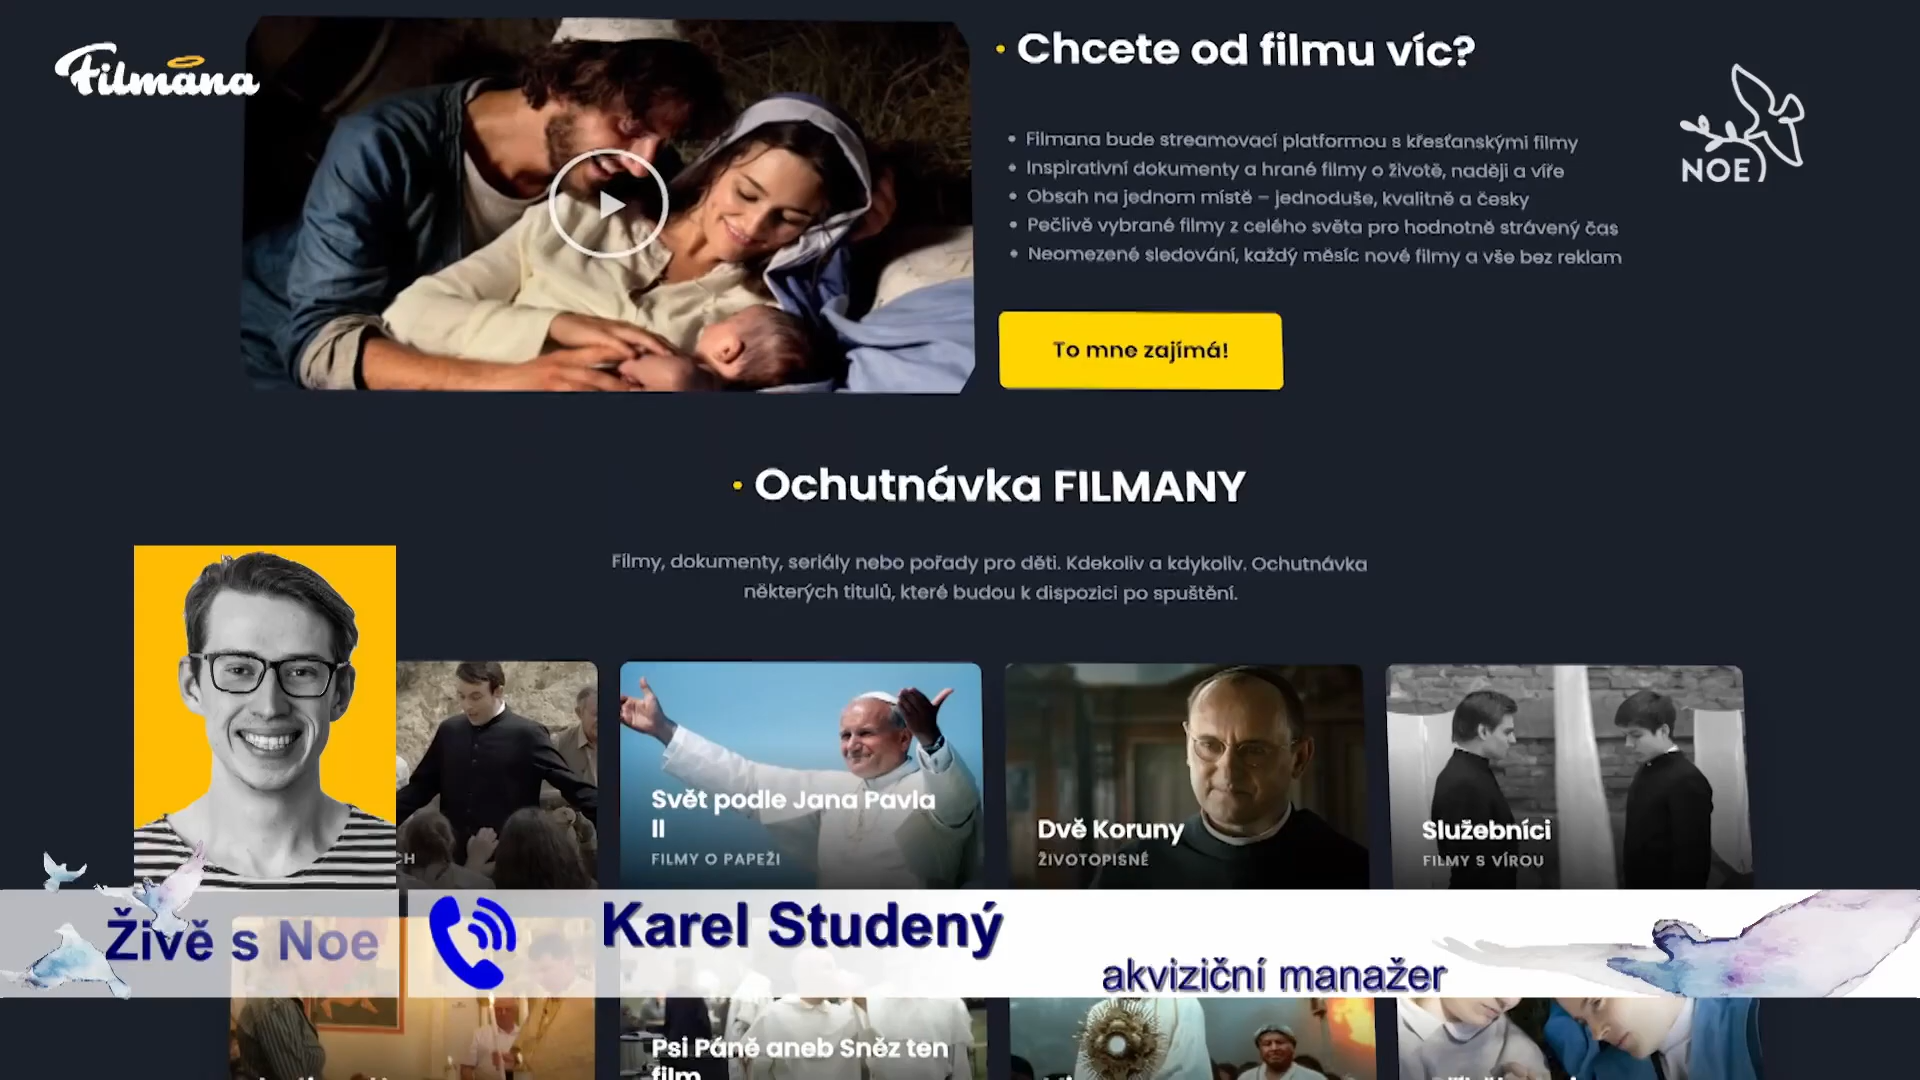 Filmana
Chcete od filmu víc?
NOE
Filmana bude streamovací platformou s křesťanskými filmy
Inspirativní dokumenty a hrané filmy o životě, naději a víře
Obsah na jednom místě – jednoduše, kvalitně a česky
Pečlivě vybrané filmy z celého světa pro hodnotně strávený čas
Neomezené sledování, každý měsíc nové filmy a vše bez reklam
To mne zajímá!
Ochutnávka FILMANY
Filmy, dokumenty, seriály nebo pořady pro děti. Kdekoliv a kdykoliv. Ochutnávka
některých titulů, které budou k dispozici po spuštění.
Svět podle Jana Pavla
II
FILMY O PAPEŽI
Dvě Koruny
ŽIVOTOPISNÉ
Služebníci
FILMY S VÍROU
Živě s Noe
Karel Studený
akviziční manažer
Psi Páně aneb Sněz ten
film